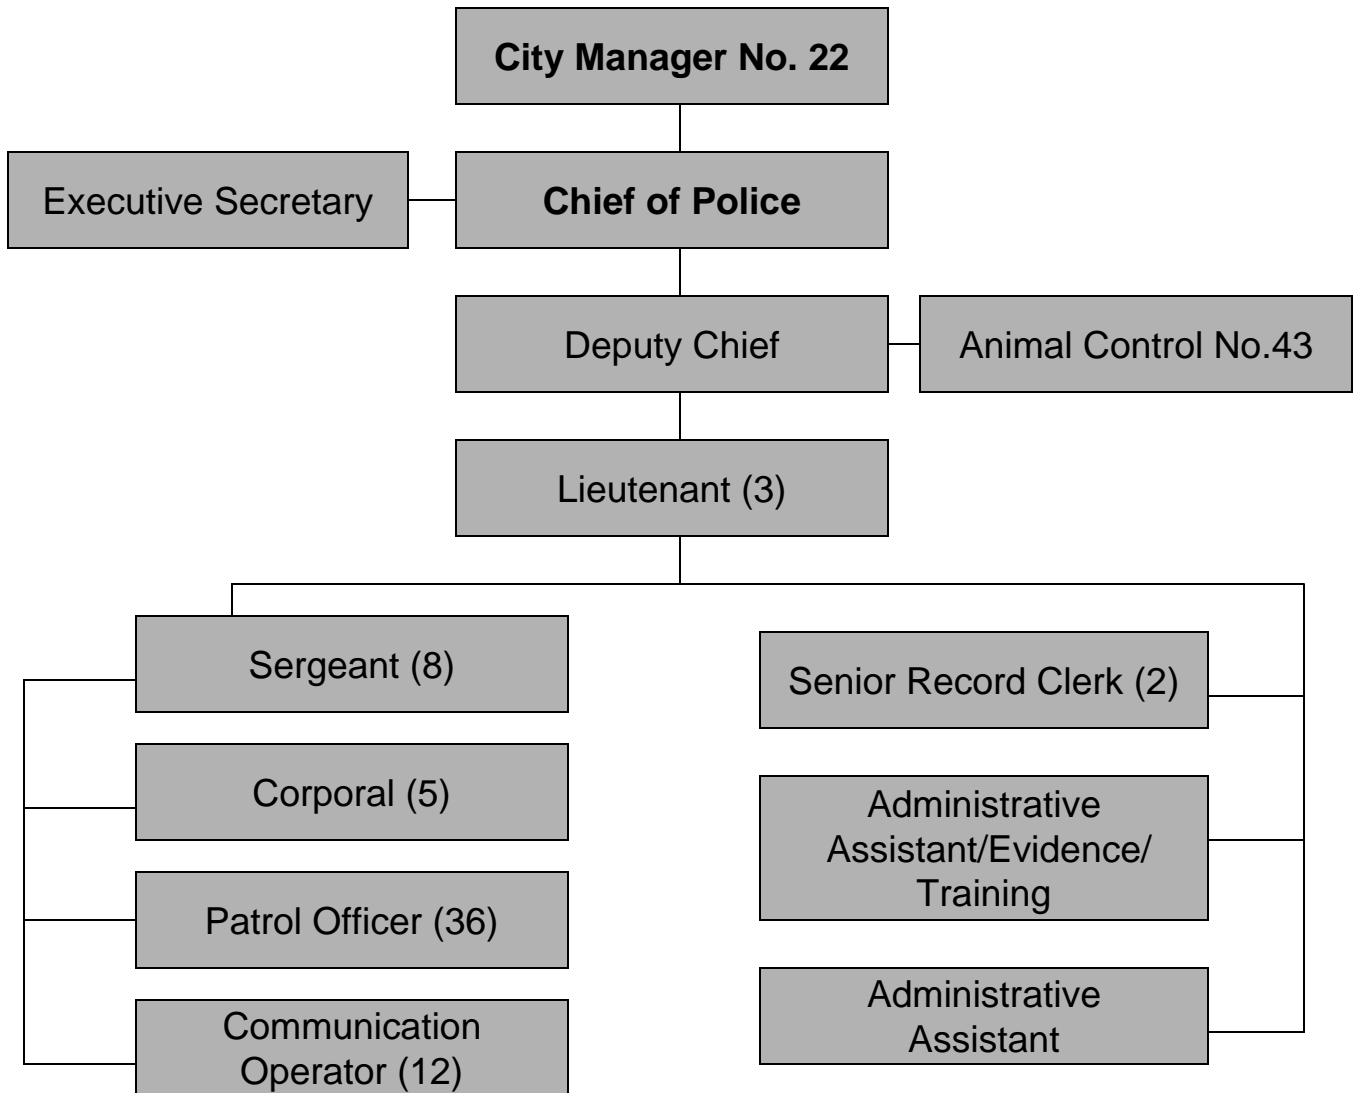 City Manager No. 22
Executive Secretary
Chief of Police
Deputy Chief
Animal Control No.43
Lieutenant (3)
Sergeant (8)
Corporal (5)
Patrol Officer (36)
Communication
Operator (12)
Senior Record Clerk (2)
Administrative
Assistant/Evidence/
Training
Administrative
Assistant